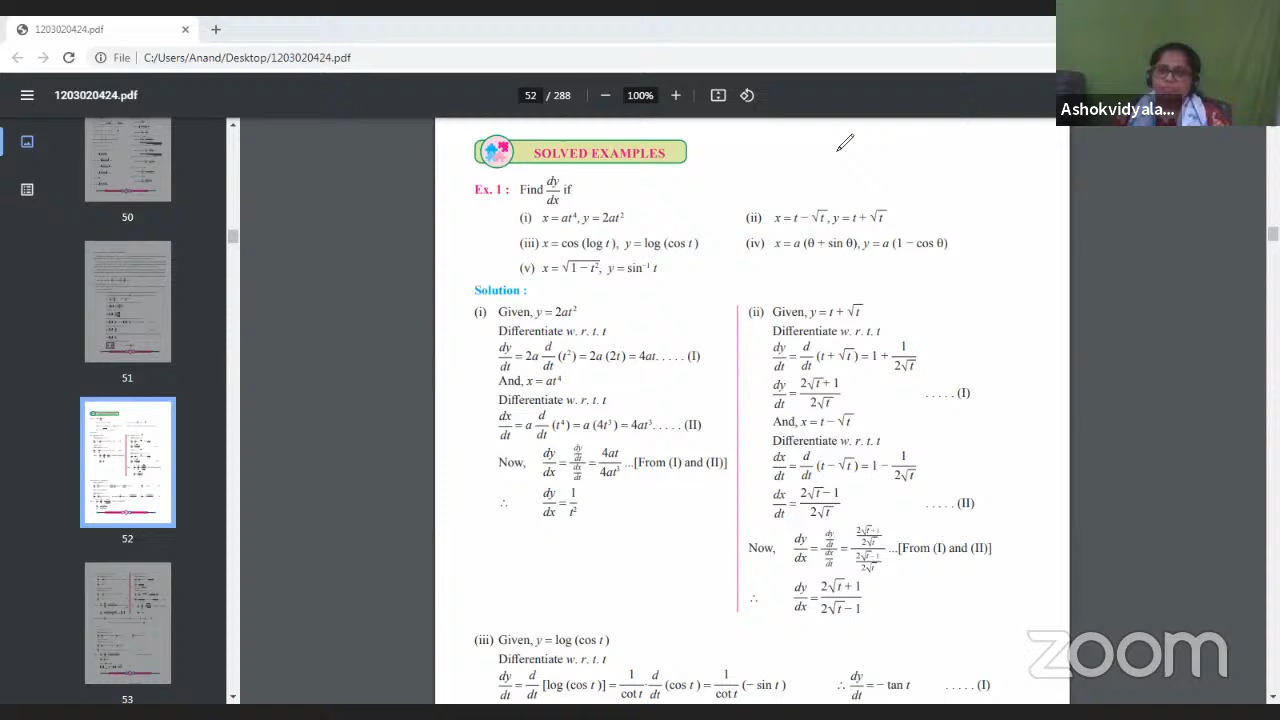 1203020424.pdf
File C:/Users/Anand/Desktop/1203020424.pdf
Ashokvidyala...
1203020424.pdf 52 / 288 100%
SOLVED EXAMPLES
Ex. 1 : Find dy/dx if
(i) x = at⁴, y = 2at²
(ii) x = t − √t, y = t + √t
(iii) x = cos (log t), y = log (cos t)
(iv) x = a (θ + sin θ), y = a (1 − cos θ)
(v) x = √(1 − t²), y = sin⁻¹ t
Solution :
(i) Given, y = 2at²
Differentiate w. r. t. t
dy/dt = 2a d/dt (t²) = 2a (2t) = 4at. . . . . (I)
And, x = at⁴
Differentiate w. r. t. t
dx/dt = a d/dt (t⁴) = a (4t³) = 4at³. . . . . (II)
Now, dy/dx = (dy/dt)/(dx/dt) = 4at/4at³ ...[From (I) and (II)]
∴ dy/dx = 1/t²
(ii) Given, y = t + √t
Differentiate w. r. t. t
dy/dt = d/dt (t + √t) = 1 + 1/(2√t)
dy/dt = (2√t + 1)/(2√t) . . . . . (I)
And, x = t − √t
Differentiate w. r. t. t
dx/dt = d/dt (t − √t) = 1 − 1/(2√t)
dx/dt = (2√t − 1)/(2√t) . . . . . (II)
Now, dy/dx = (dy/dt)/(dx/dt) = ((2√t + 1)/(2√t))/((2√t − 1)/(2√t)) ...[From (I) and (II)]
∴ dy/dx = (2√t + 1)/(2√t − 1)
(iii) Given, y = log (cos t)
Differentiate w. r. t. t
dy/dt = d/dt [log (cos t)] = 1/cot t · d/dt (cos t) = 1/cot t (− sin t) ∴ dy/dt = − tan t . . . . . (I)
50
51
52
53
zoom